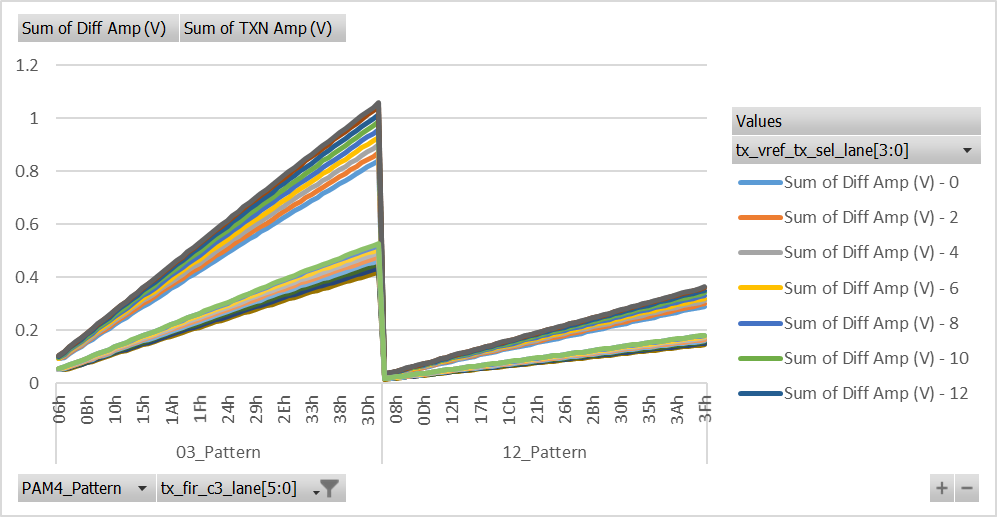 Sum of Diff Amp (V) Sum of TXN Amp (V)
1.2
1
0.8
0.6
0.4
0.2
0
06h 0Bh 10h 15h 1Ah 1Fh 24h 29h 2Eh 33h 38h 3Dh 08h 0Dh 12h 17h 1Ch 21h 26h 2Bh 30h 35h 3Ah 3Fh
03_Pattern 12_Pattern
Values
tx_vref_tx_sel_lane[3:0]
Sum of Diff Amp (V) - 0
Sum of Diff Amp (V) - 2
Sum of Diff Amp (V) - 4
Sum of Diff Amp (V) - 6
Sum of Diff Amp (V) - 8
Sum of Diff Amp (V) - 10
Sum of Diff Amp (V) - 12
PAM4_Pattern tx_fir_c3_lane[5:0]